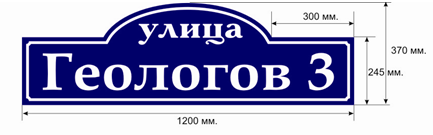 улица
Геологов 3
300 мм.
370 мм.
245 мм.
1200 мм.